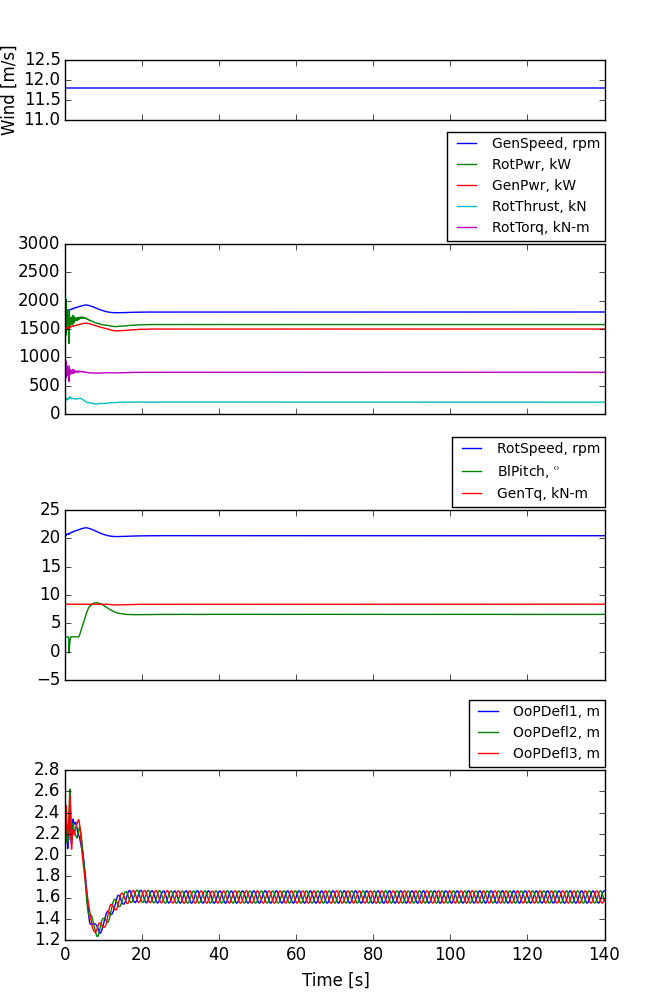 Wind [m/s]
12.5
12.0
11.5
11.0
GenSpeed, rpm
RotPwr, kW
GenPwr, kW
RotThrust, kN
RotTorq, kN-m
3000
2500
2000
1500
1000
500
0
RotSpeed, rpm
BlPitch, °
GenTq, kN-m
25
20
15
10
5
0
−5
OoPDefl1, m
OoPDefl2, m
OoPDefl3, m
2.8
2.6
2.4
2.2
2.0
1.8
1.6
1.4
1.2
0 20 40 60 80 100 120 140
Time [s]